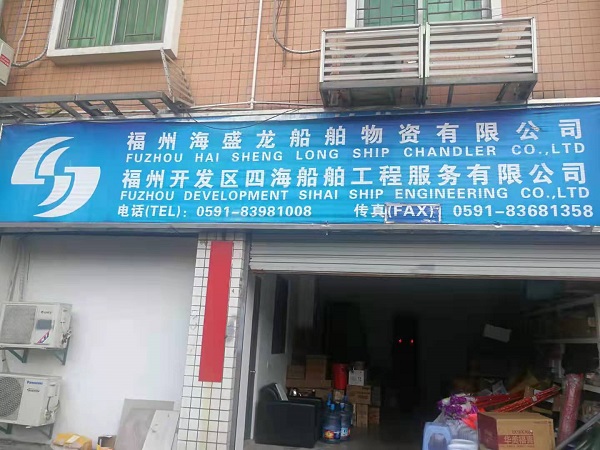 福州海盛龙船舶物资有限公司
FUZHOU HAI SHENG LONG SHIP CHANDLER CO.,LTD
福州开发区四海船舶工程服务有限公司
FUZHOU DEVELOPMENT SIHAI SHIP ENGINEERING CO.,LTD
电话(TEL): 0591-83981008 传真(FAX) 0591-83681358
Panasonic